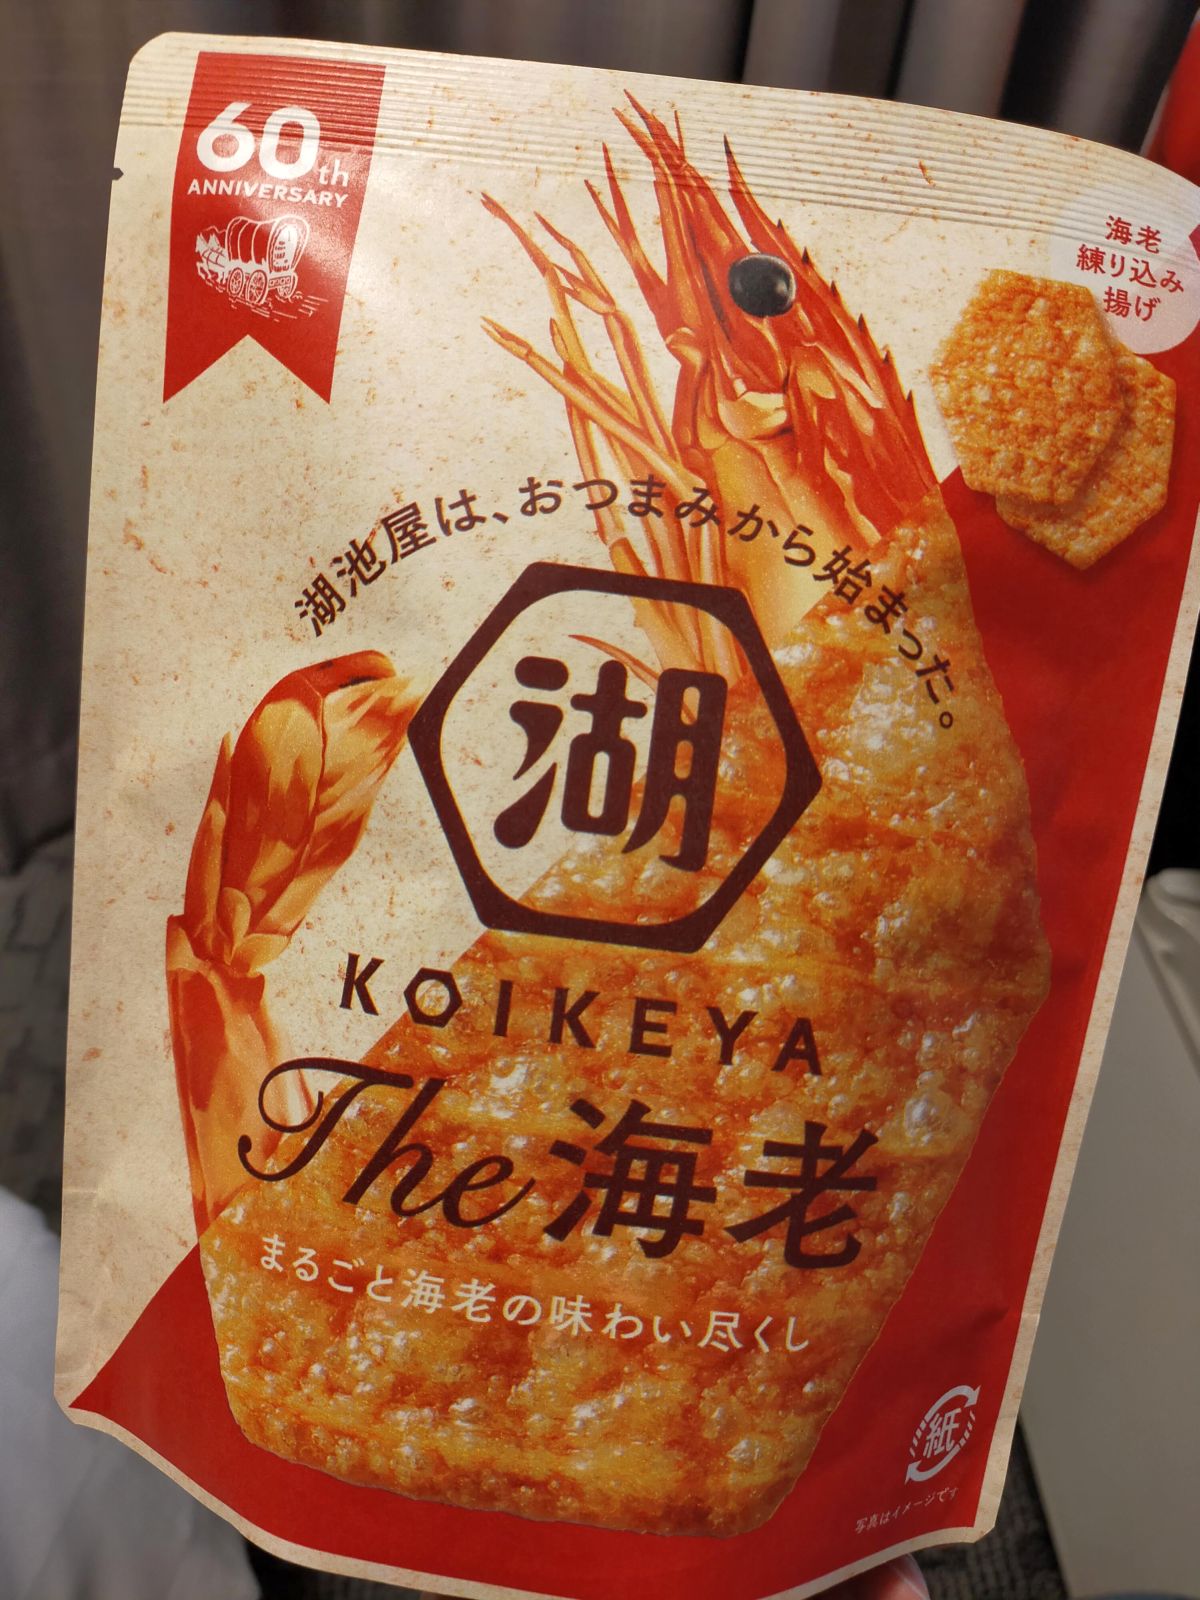 60th
ANNIVERSARY
海老
練り込み
揚げ
湖池屋は、おつまみから始まった。
湖
KOIKEYA
The海老
まるごと海老の味わい尽くし
紙
写真はイメージです